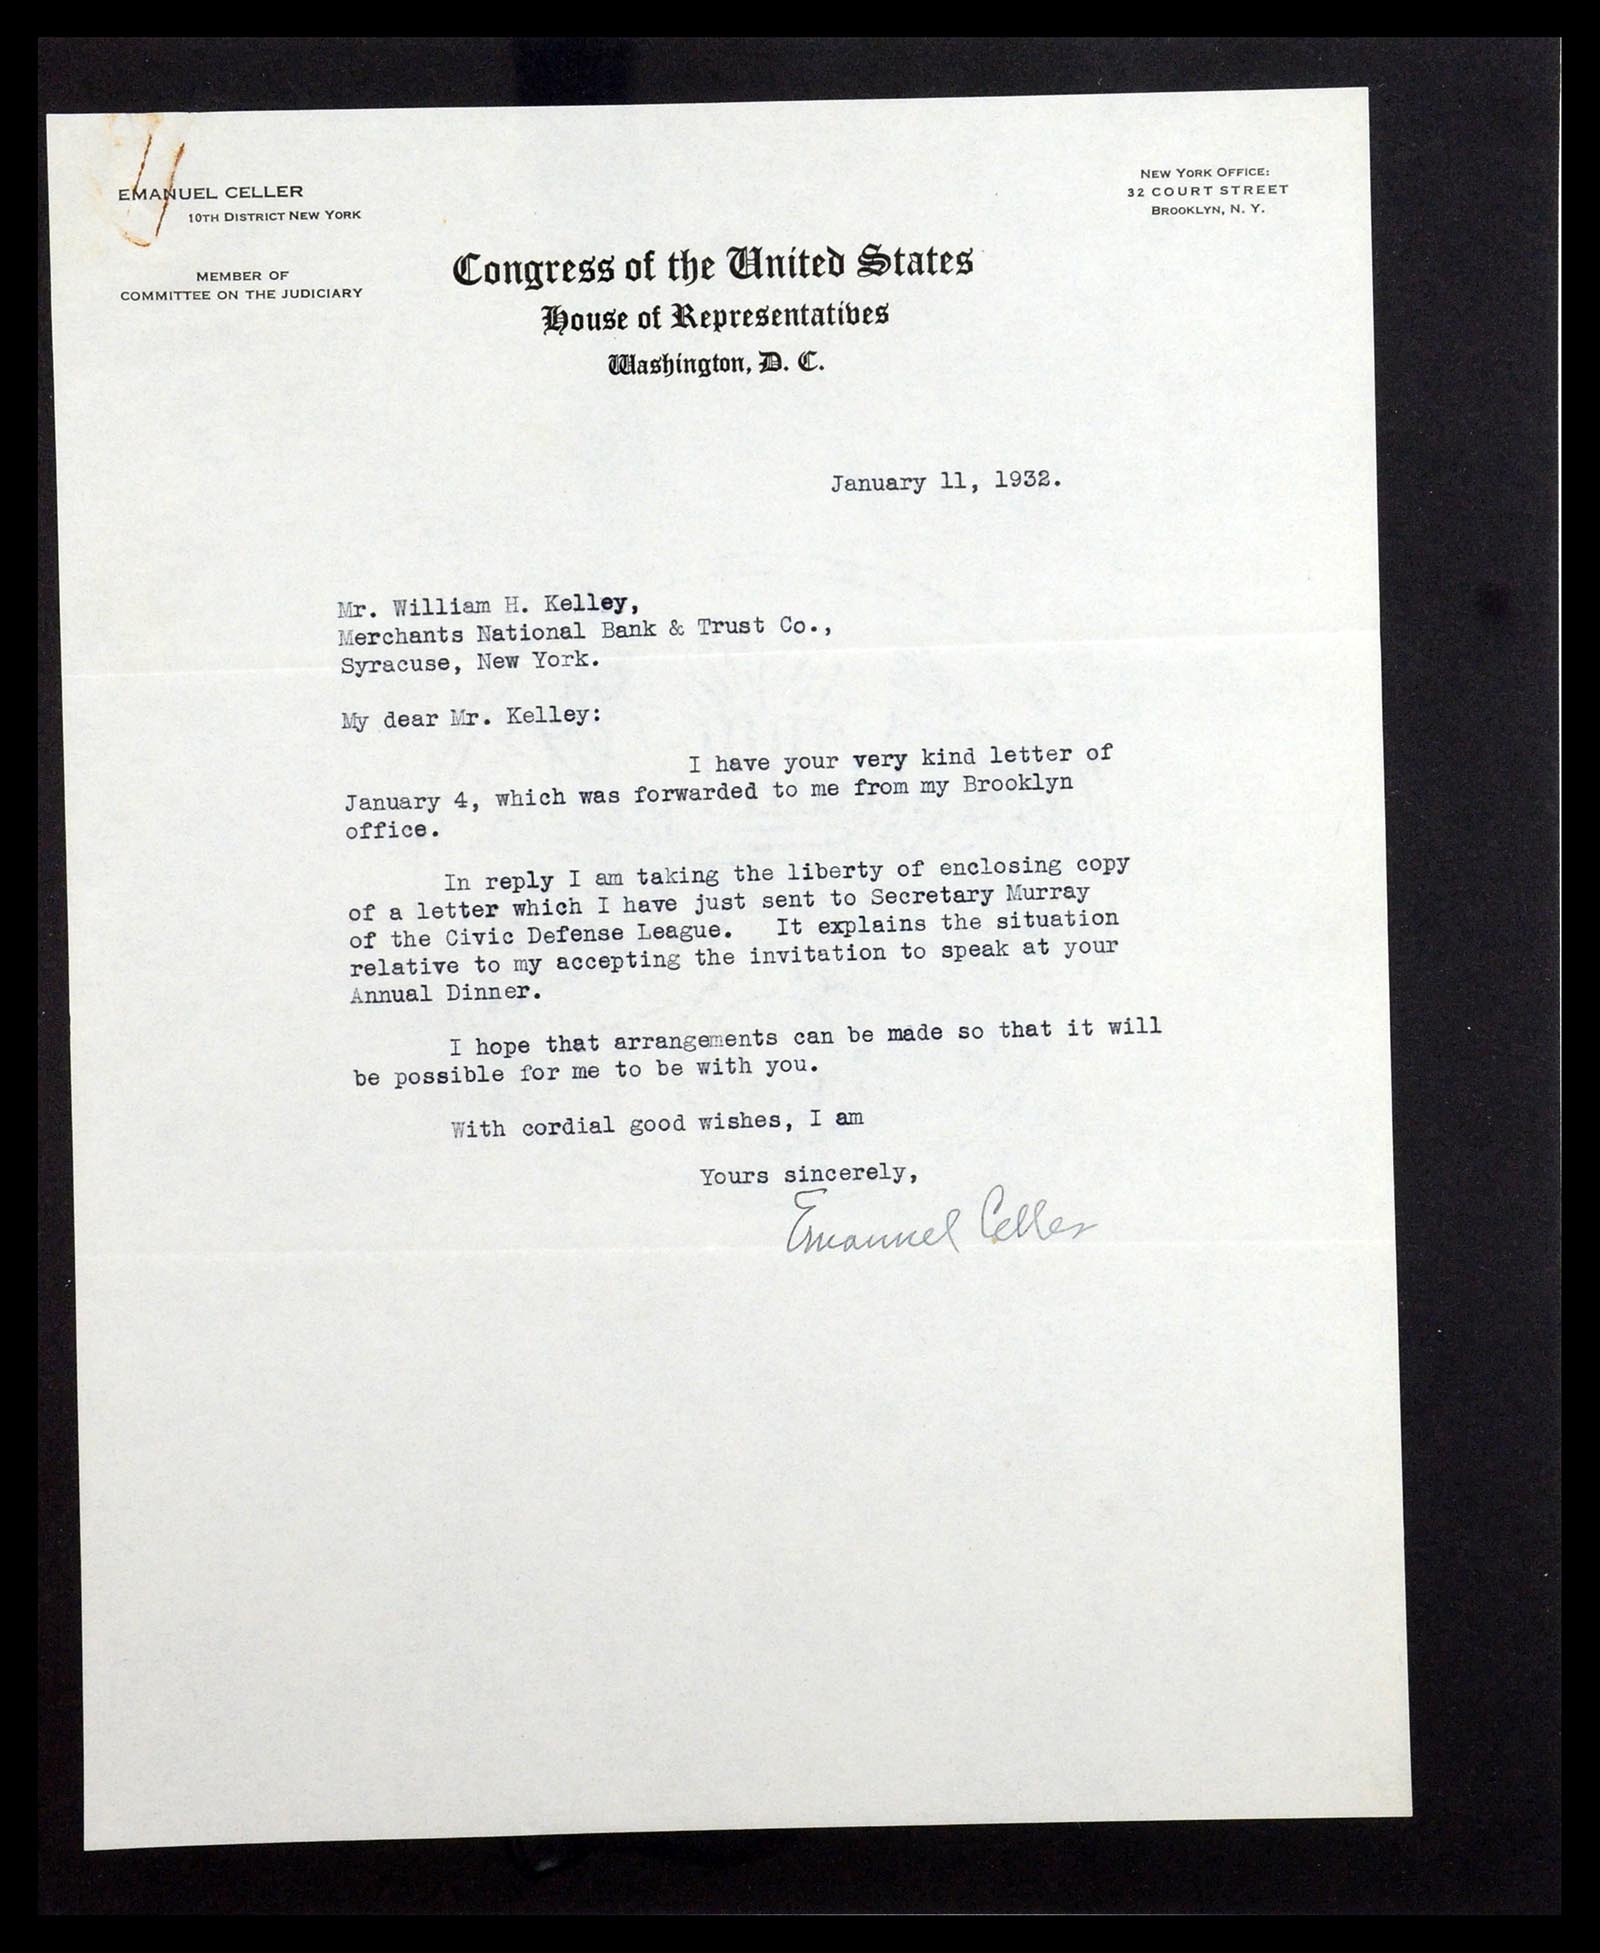 EMANUEL CELLER
10TH DISTRICT NEW YORK
MEMBER OF
COMMITTEE ON THE JUDICIARY
NEW YORK OFFICE:
32 COURT STREET
BROOKLYN, N. Y.
Congress of the United States
House of Representatives
Washington, D. C.
January 11, 1932.
Mr. William H. Kelley,
Merchants National Bank & Trust Co.,
Syracuse, New York.
My dear Mr. Kelley:
I have your very kind letter of
January 4, which was forwarded to me from my Brooklyn
office.
In reply I am taking the liberty of enclosing copy
of a letter which I have just sent to Secretary Murray
of the Civic Defense League. It explains the situation
relative to my accepting the invitation to speak at your
Annual Dinner.
I hope that arrangements can be made so that it will
be possible for me to be with you.
With cordial good wishes, I am
Yours sincerely,
Emanuel Celler